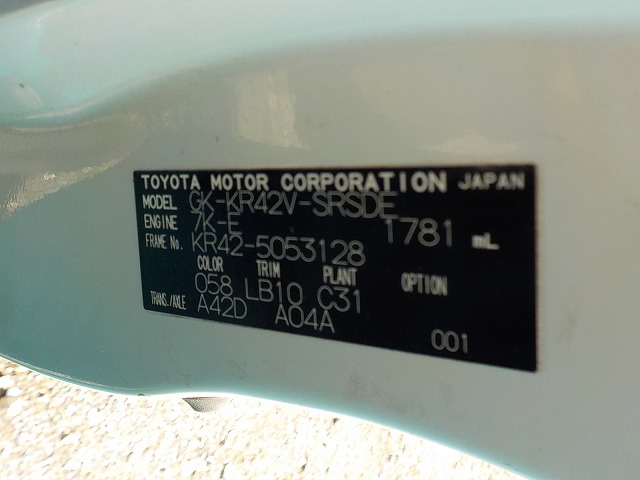 TOYOTA MOTOR CORPORATION JAPAN
MODEL GK-KR42V-SRSDE
ENGINE 7K-E 1781 mL
FRAME No. KR42-5053128
COLOR TRIM PLANT OPTION
058 LB10 C31
TRANS./AXLE A42D A04A
001